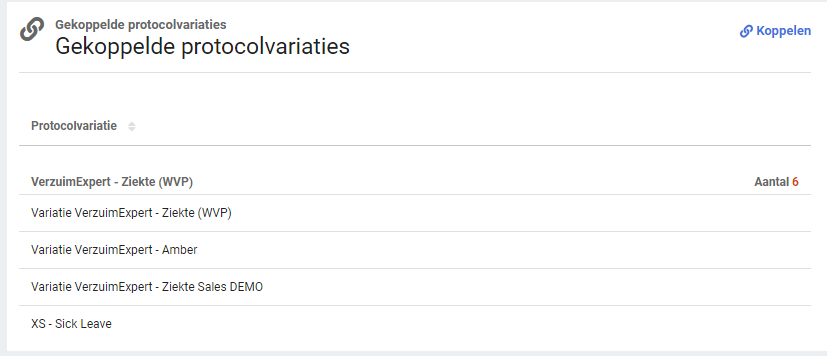 Gekoppelde protocolvariaties
Gekoppelde protocolvariaties
Koppelen
Protocolvariatie
VerzuimExpert - Ziekte (WVP) Aantal 6
Variatie VerzuimExpert - Ziekte (WVP)
Variatie VerzuimExpert - Amber
Variatie VerzuimExpert - Ziekte Sales DEMO
XS - Sick Leave